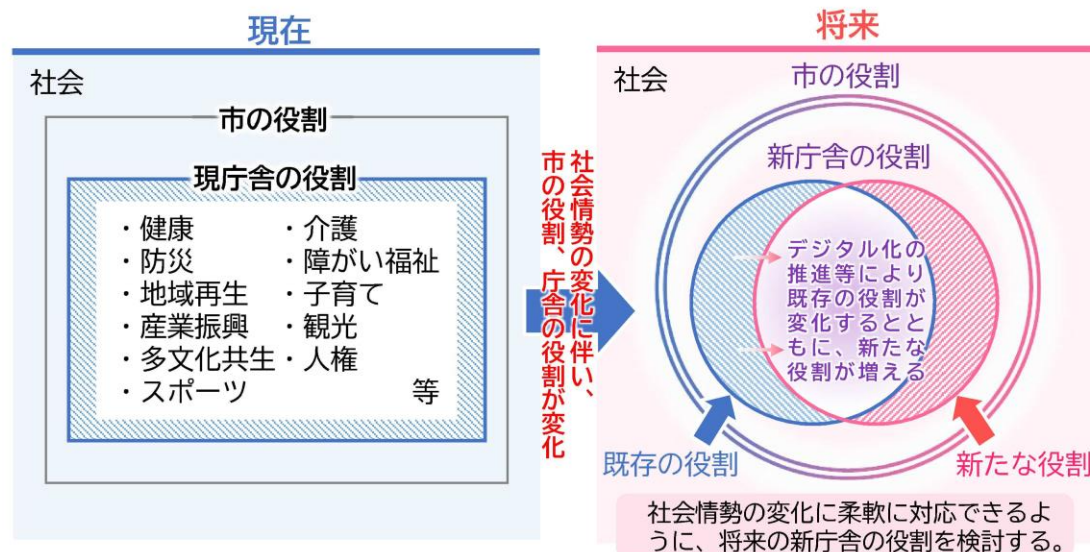 現在
社会
市の役割
現庁舎の役割
・健康 ・介護
・防災 ・障がい福祉
・地域再生 ・子育て
・産業振興 ・観光
・多文化共生 ・人権
・スポーツ 等
社会情勢の変化に伴い、
市の役割、庁舎の役割が変化
将来
社会
市の役割
新庁舎の役割
デジタル化の
推進等により
既存の役割が
変化するとと
もに、新たな
役割が増える
既存の役割
新たな役割
社会情勢の変化に柔軟に対応できるよ
うに、将来の新庁舎の役割を検討する。